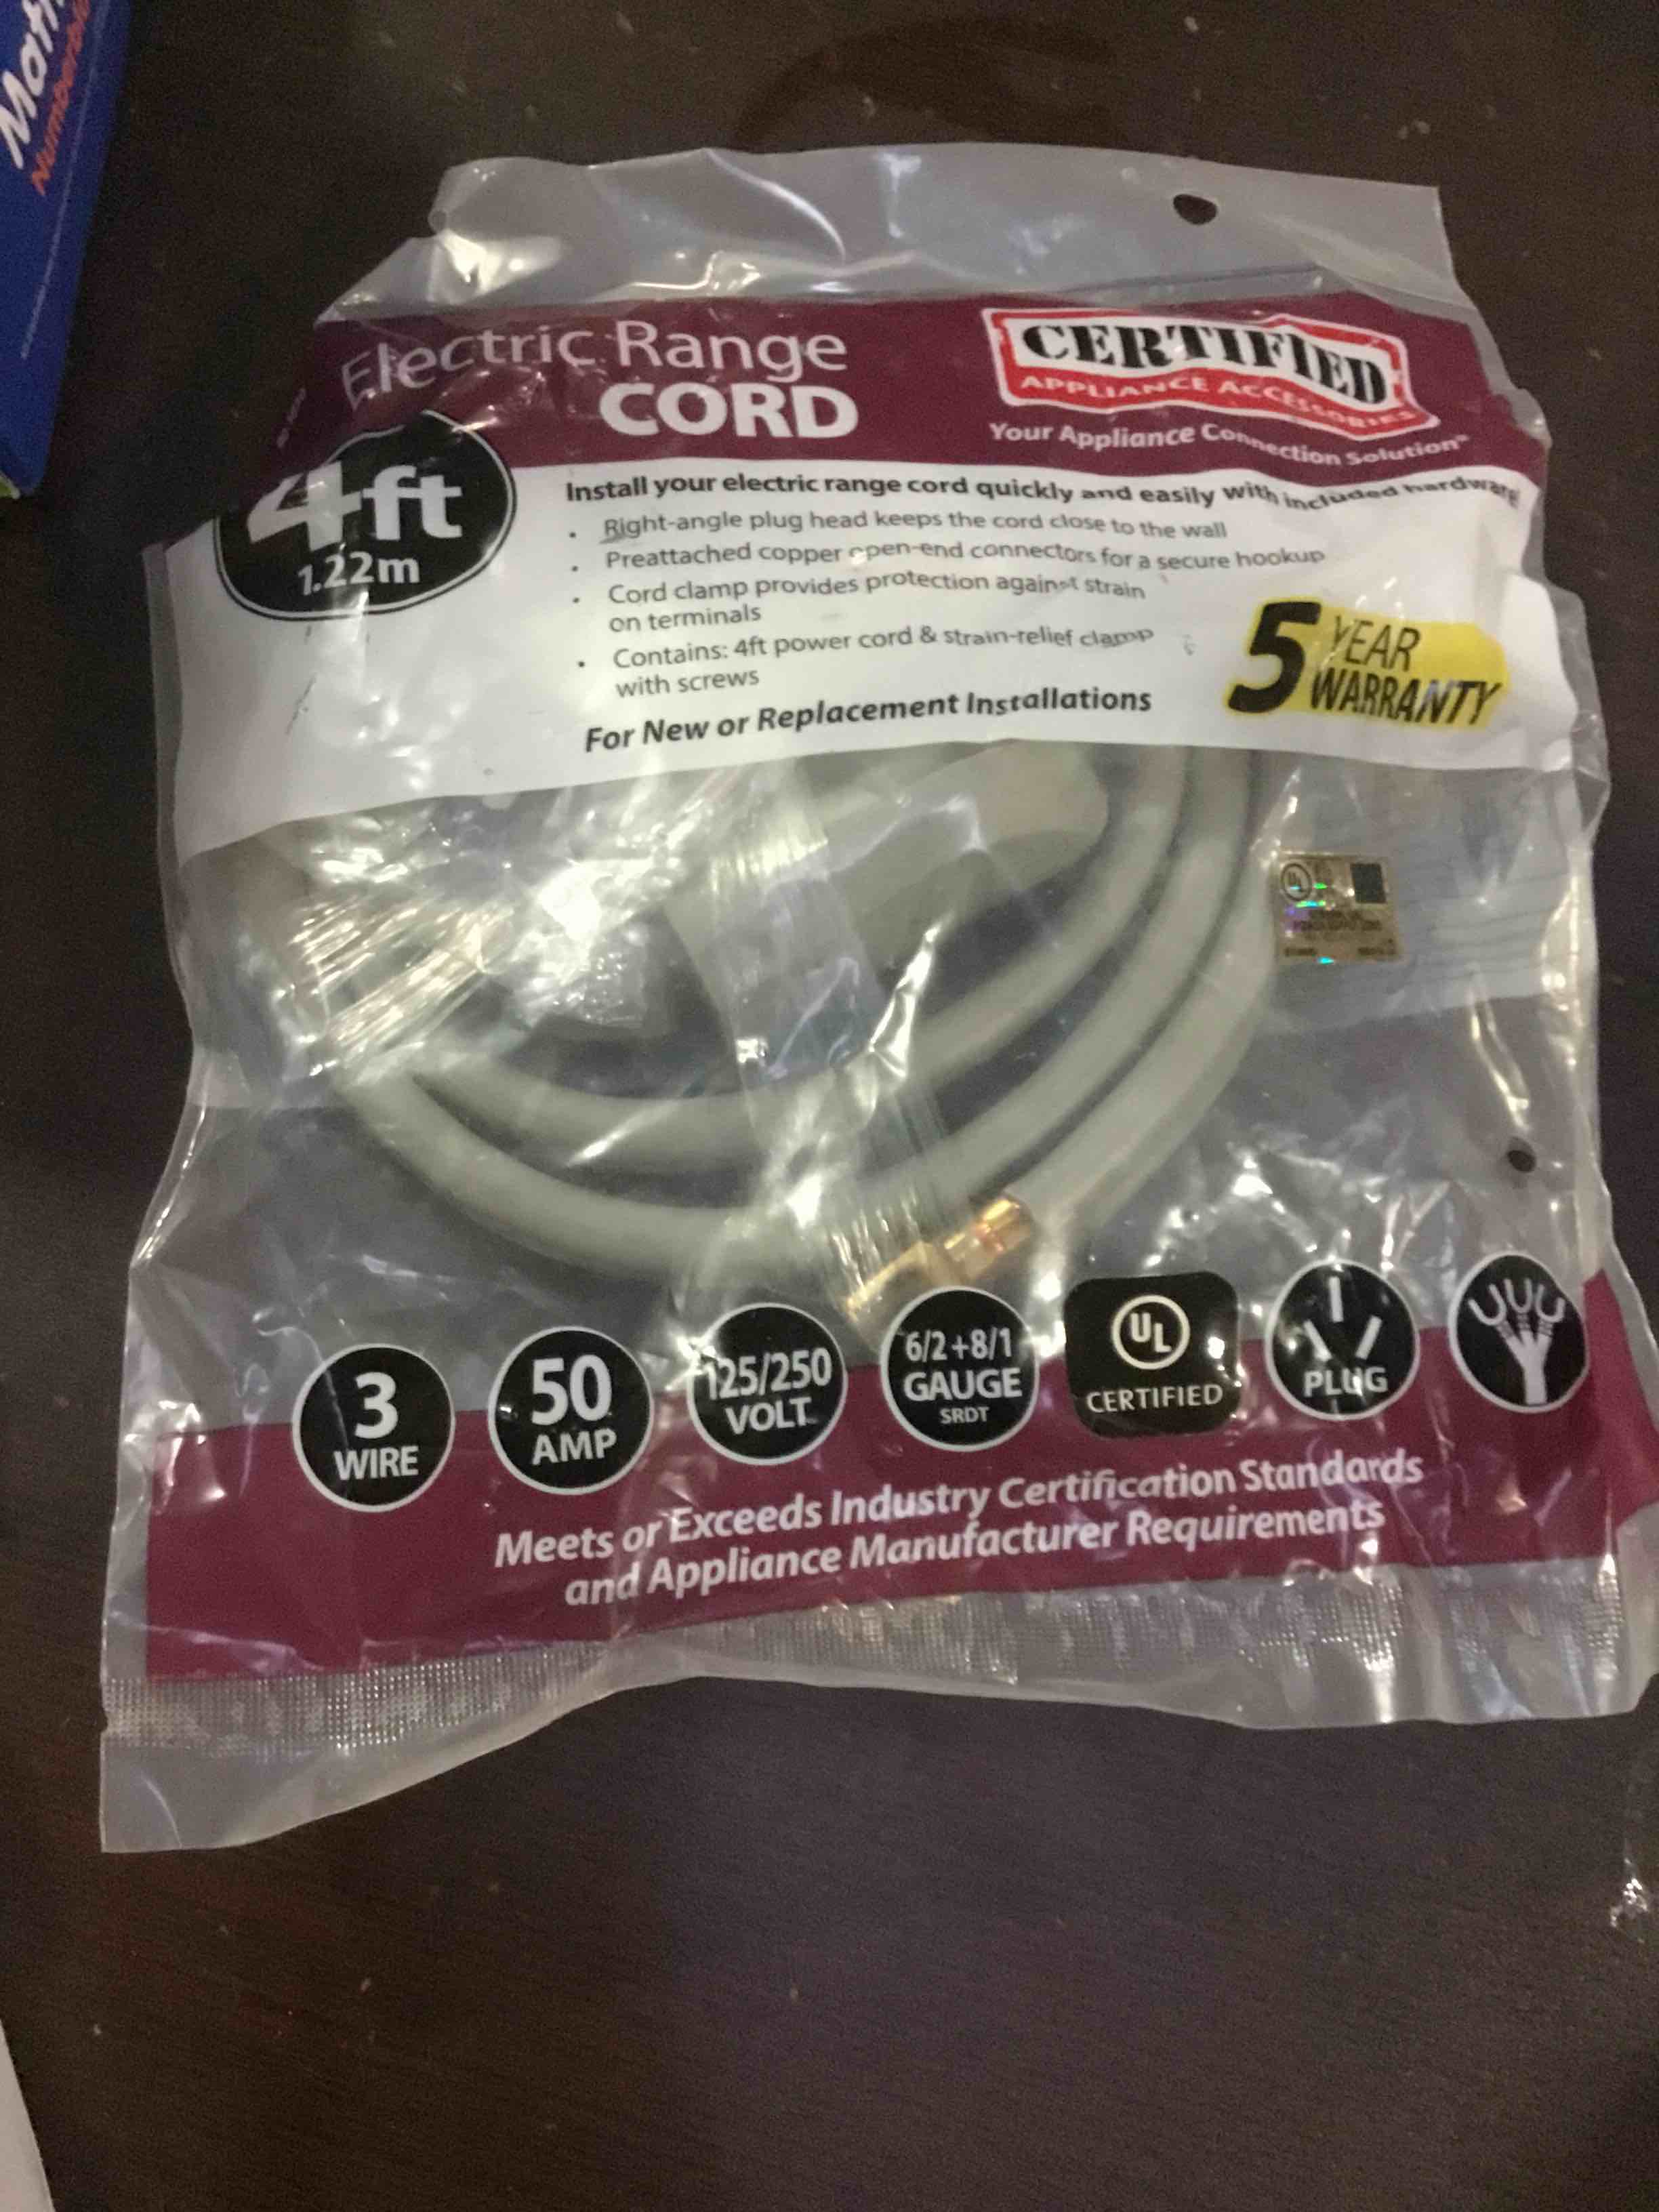 Electric Range
CORD
CERTIFIED
APPLIANCE ACCESSORIES
Your Appliance Connection Solution®
4ft
1.22m
Install your electric range cord quickly and easily with included hardware!
• Right-angle plug head keeps the cord close to the wall
• Preattached copper open-end connectors for a secure hookup
• Cord clamp provides protection against strain
on terminals
• Contains: 4ft power cord & strain-relief clamp
with screws
For New or Replacement Installations
5 YEAR
WARRANTY
UL
3
WIRE
50
AMP
125/250
VOLT
6/2+8/1
GAUGE
SRDT
UL
CERTIFIED
PLUG
Meets or Exceeds Industry Certification Standards
and Appliance Manufacturer Requirements